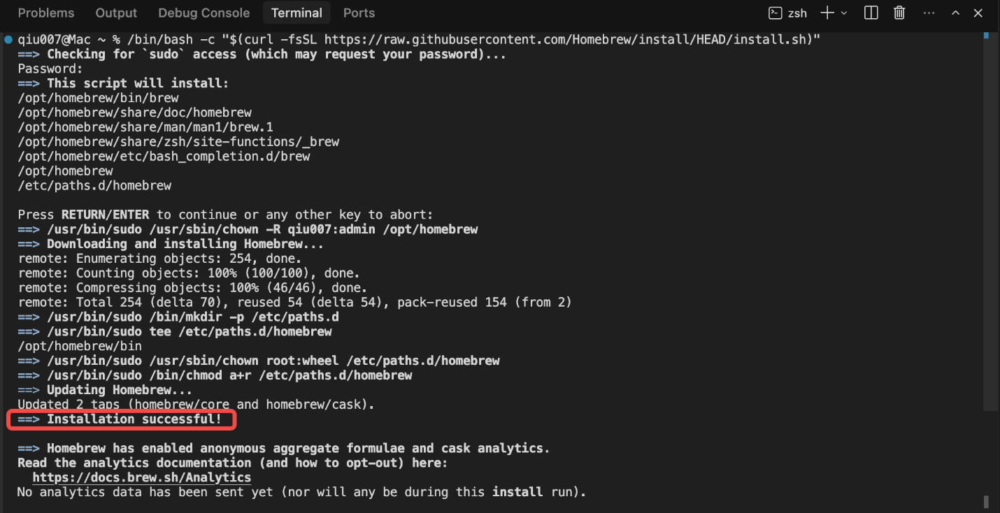 Problems Output Debug Console Terminal Ports zsh
qiu007@Mac ~ % /bin/bash -c "$(curl -fsSL https://raw.githubusercontent.com/Homebrew/install/HEAD/install.sh)"
==> Checking for `sudo` access (which may request your password)...
Password:
==> This script will install:
/opt/homebrew/bin/brew
/opt/homebrew/share/doc/homebrew
/opt/homebrew/share/man/man1/brew.1
/opt/homebrew/share/zsh/site-functions/_brew
/opt/homebrew/etc/bash_completion.d/brew
/opt/homebrew
/etc/paths.d/homebrew
Press RETURN/ENTER to continue or any other key to abort:
==> /usr/bin/sudo /usr/sbin/chown -R qiu007:admin /opt/homebrew
==> Downloading and installing Homebrew...
remote: Enumerating objects: 254, done.
remote: Counting objects: 100% (100/100), done.
remote: Compressing objects: 100% (46/46), done.
remote: Total 254 (delta 70), reused 54 (delta 54), pack-reused 154 (from 2)
==> /usr/bin/sudo /bin/mkdir -p /etc/paths.d
==> /usr/bin/sudo tee /etc/paths.d/homebrew
/opt/homebrew/bin
==> /usr/bin/sudo /usr/sbin/chown root:wheel /etc/paths.d/homebrew
==> /usr/bin/sudo /bin/chmod a+r /etc/paths.d/homebrew
==> Updating Homebrew...
Updated 2 taps (homebrew/core and homebrew/cask).
==> Installation successful!
==> Homebrew has enabled anonymous aggregate formulae and cask analytics.
Read the analytics documentation (and how to opt-out) here:
https://docs.brew.sh/Analytics
No analytics data has been sent yet (nor will any be during this install run).